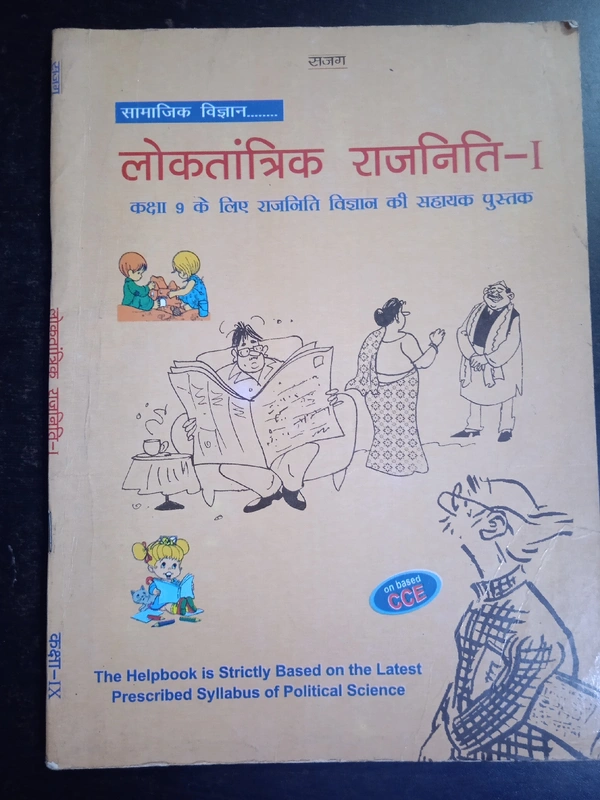 सजग
सामाजिक विज्ञान........
लोकतांत्रिक राजनिति-I
कक्षा 9 के लिए राजनिति विज्ञान की सहायक पुस्तक
on based
CCE
The Helpbook is Strictly Based on the Latest
Prescribed Syllabus of Political Science
सजग
लोकतांत्रिक राजनिति-I
कक्षा-IX